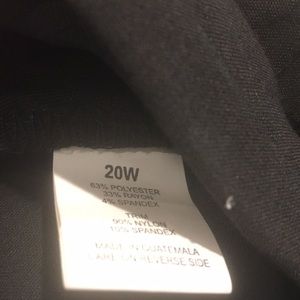 20W
63% POLYESTER
33% RAYON
4% SPANDEX
TRIM
90% NYLON
10% SPANDEX
MADE IN GUATEMALA
CARE ON REVERSE SIDE